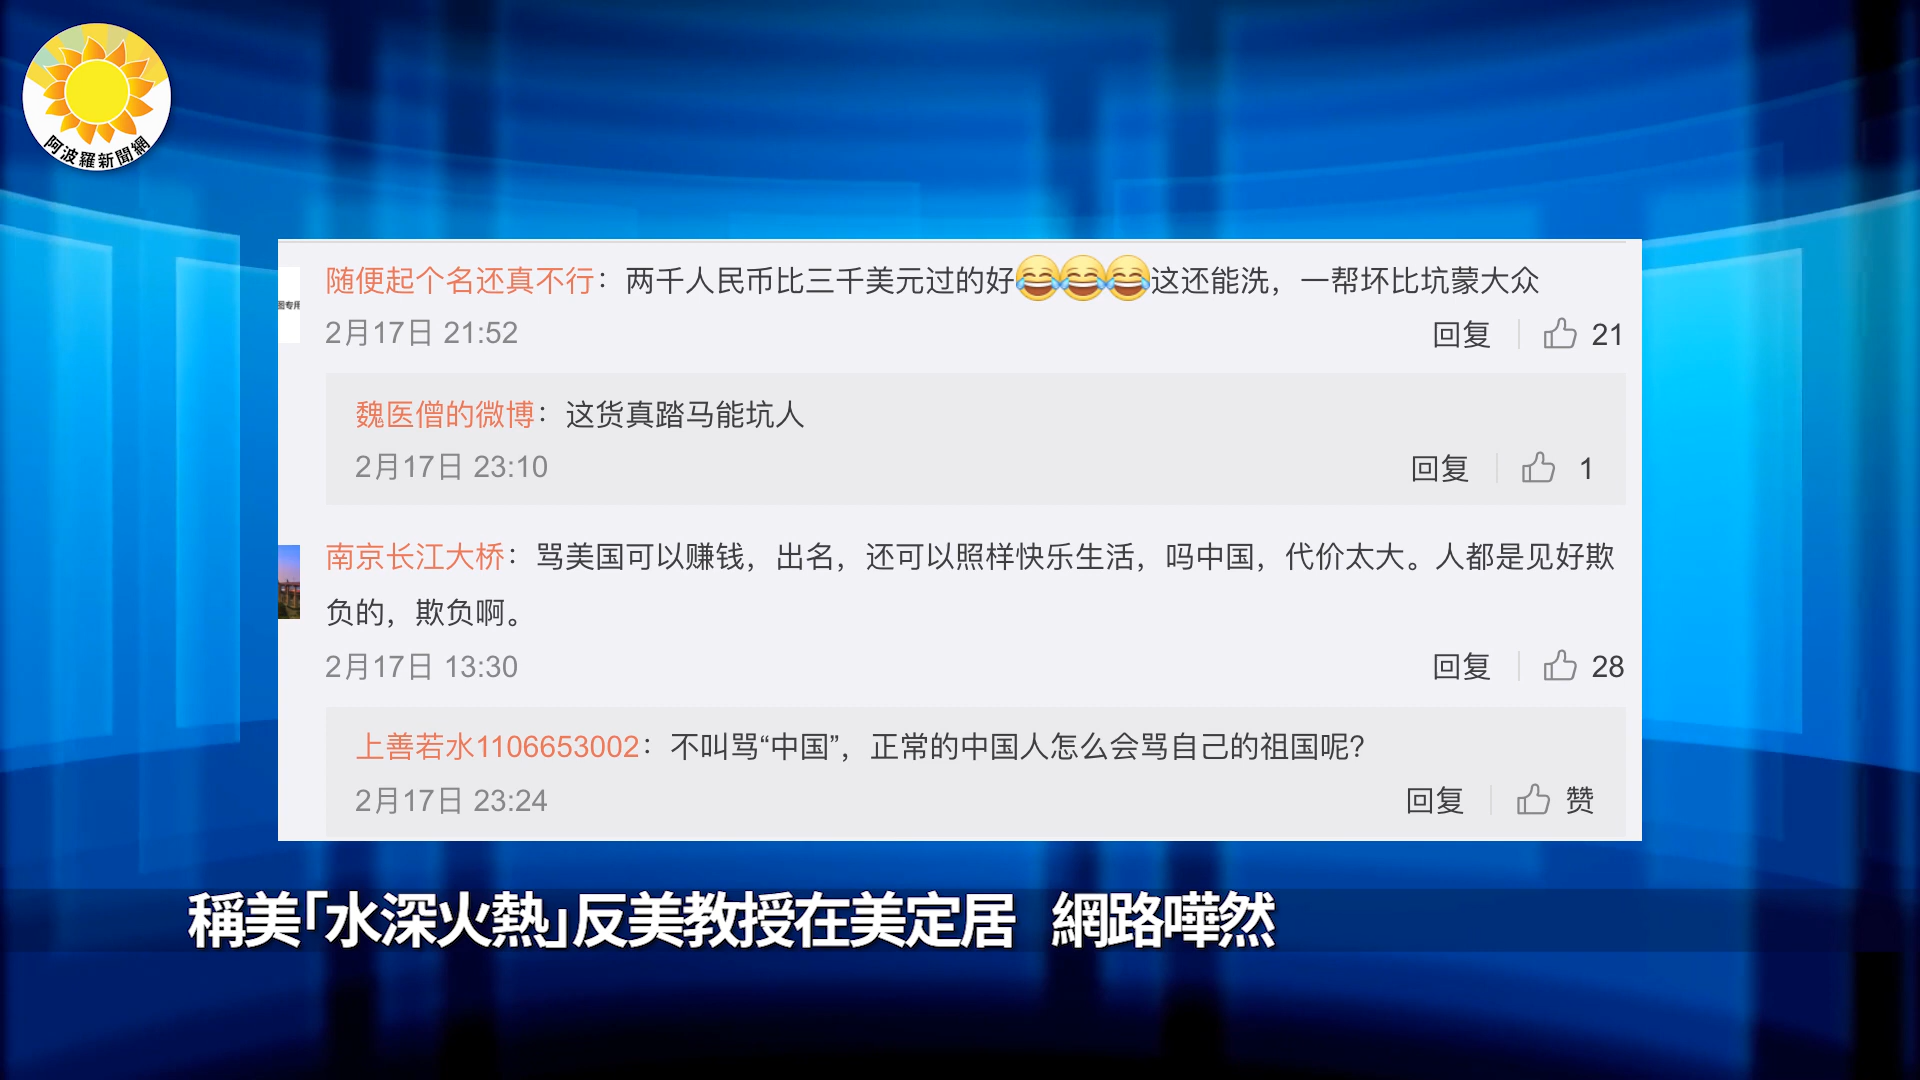 阿波羅新聞網
图专用
随便起个名还真不行：两千人民币比三千美元过的好😂😂😂这还能洗，一帮坏比坑蒙大众
2月17日 21:52
回复 21
魏医僧的微博：这货真踏马能坑人
2月17日 23:10
回复 1
南京长江大桥：骂美国可以赚钱，出名，还可以照样快乐生活，吗中国，代价太大。人都是见好欺
负的，欺负啊。
2月17日 13:30
回复 28
上善若水1106653002：不叫骂“中国”，正常的中国人怎么会骂自己的祖国呢？
2月17日 23:24
回复 赞
稱美「水深火熱」反美教授在美定居 網路嘩然